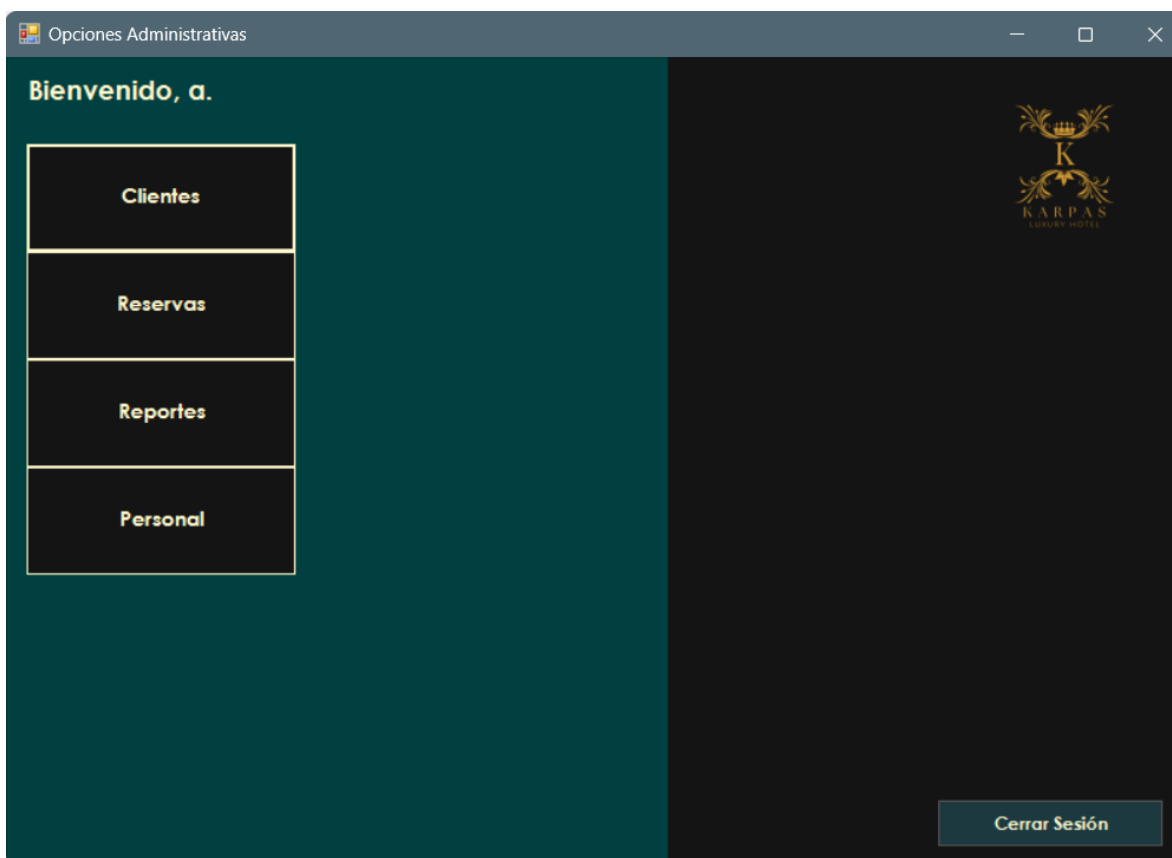 Opciones Administrativas
Bienvenido, a.
Clientes
Reservas
Reportes
Personal
K
KARPAS
LUXURY HOTEL
Cerrar Sesión